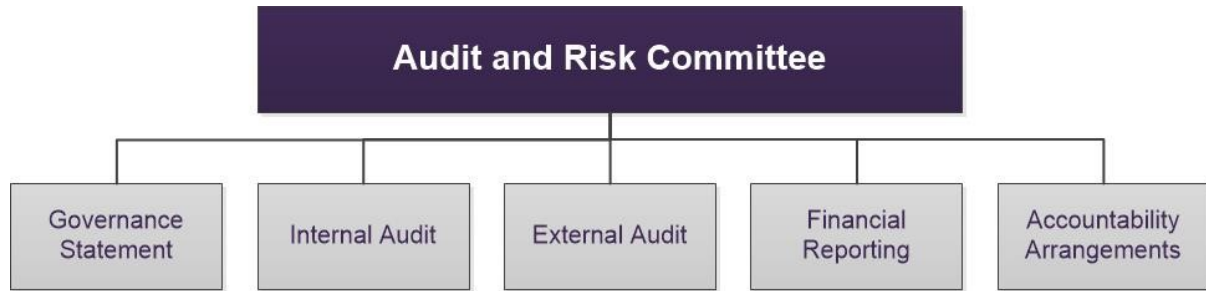 Audit and Risk Committee
Governance
Statement
Internal Audit
External Audit
Financial
Reporting
Accountability
Arrangements